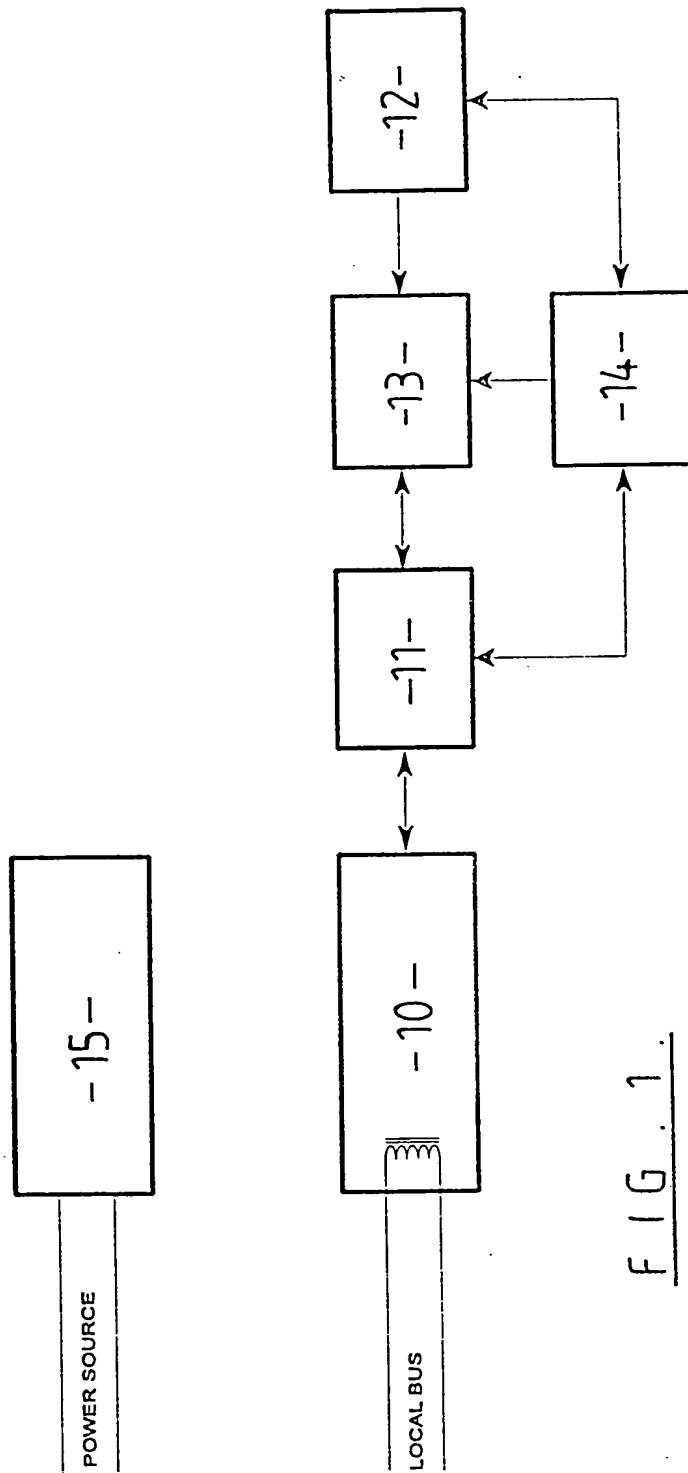 POWER SOURCE
-15-
LOCAL BUS
-10-
-11-
-13-
-12-
-14-
FIG. 1.